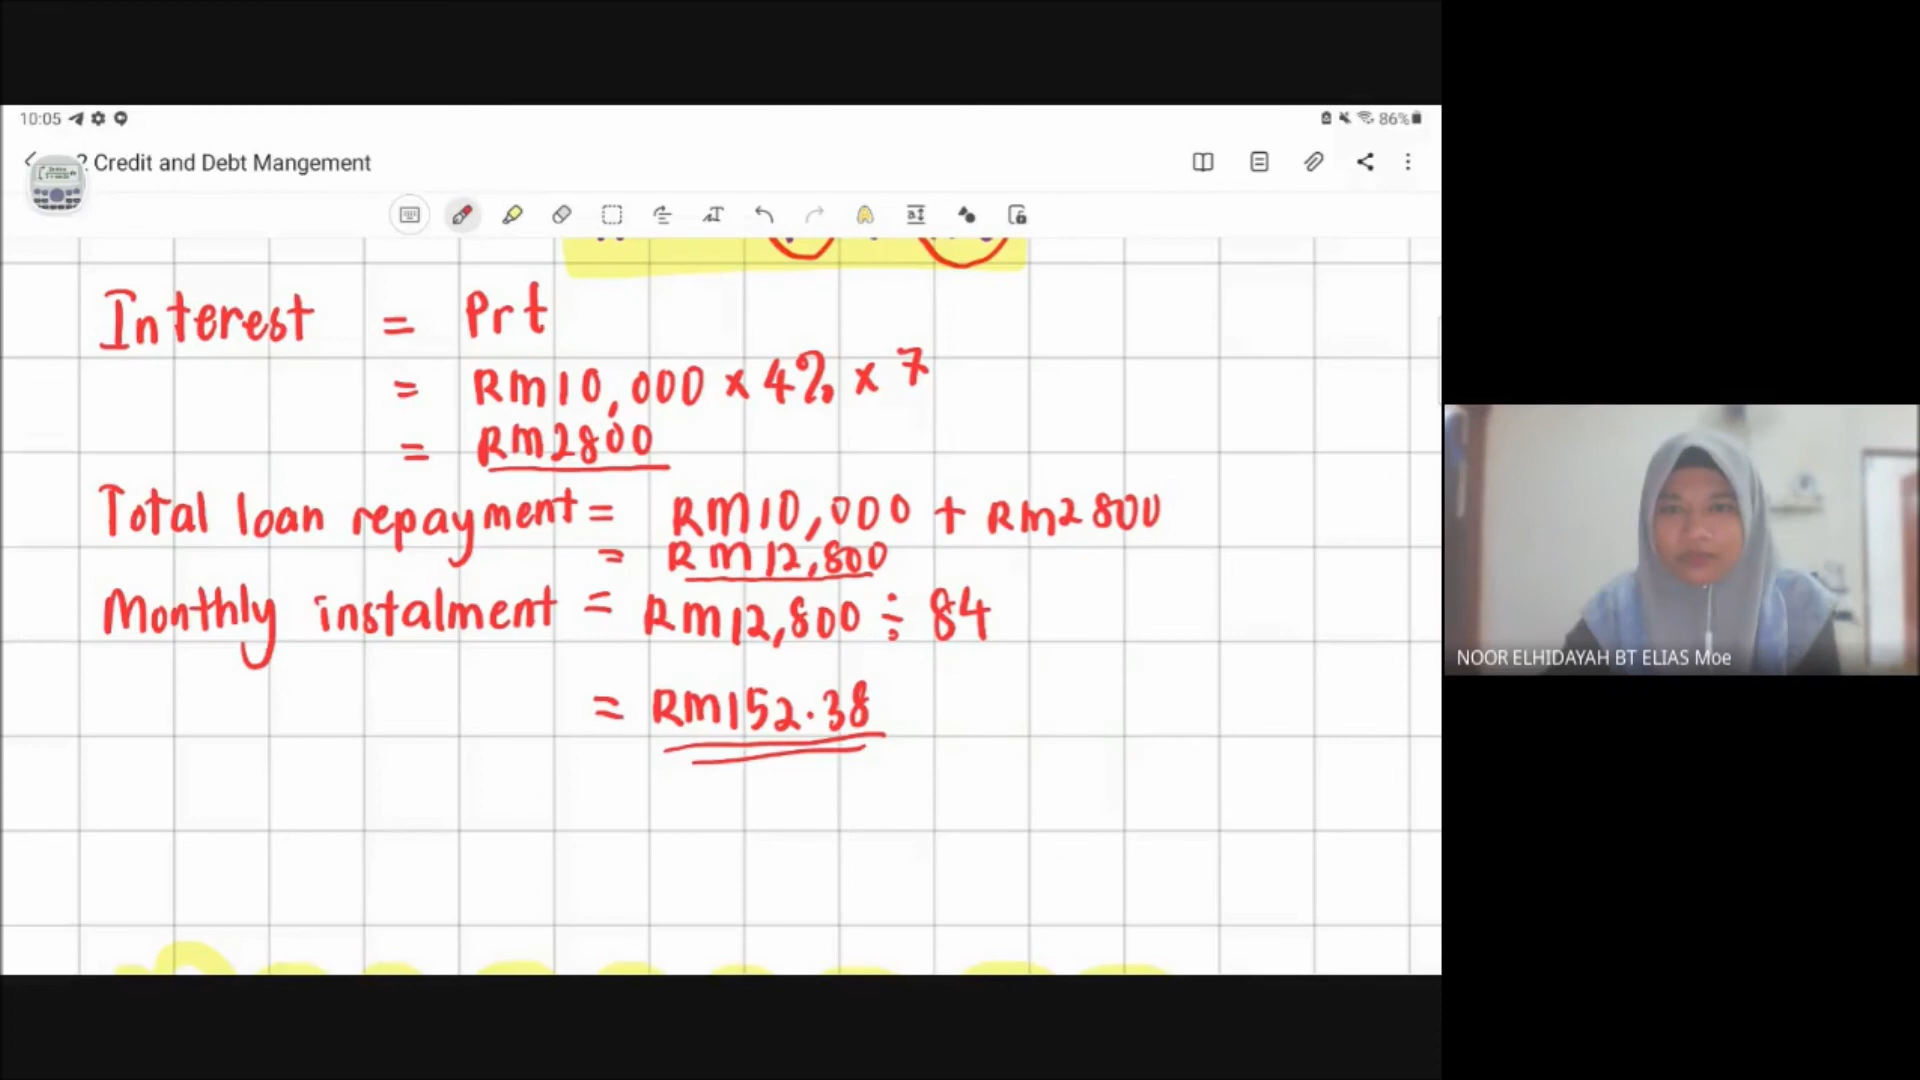 10:05
86%
2 Credit and Debt Mangement
Interest = Prt
= RM10,000 × 4% × 7
= RM2800
Total loan repayment = RM10,000 + RM2800
= RM12,800
Monthly instalment = RM12,800 ÷ 84
= RM152.38
NOOR ELHIDAYAH BT ELIAS Moe